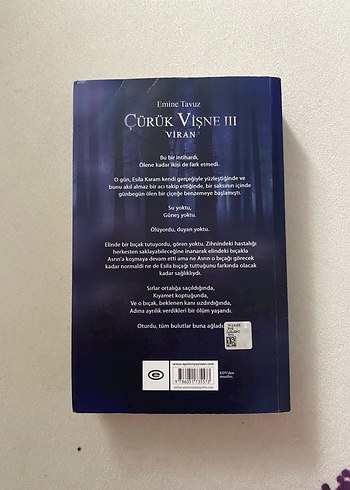 Emine Tavuz
ÇÜRÜK VİŞNE III
VİRAN
Bu bir intihardı,
Ölene kadar ikisi de fark etmedi.
O gün, Esila Karam kendi gerçeğiyle yüzleştiğinde ve
bunu akıl almaz bir acı takip ettiğinde, bir saksının içinde
günbegün ölen bir çiçeğe benzemeye başlamıştı.
Su yoktu,
Güneş yoktu.
Ölüyordu, duyan yoktu.
Elinde bir bıçak tutuyordu, gören yoktu. Zihnindeki hastalığı
herkesten saklayabileceğine inanarak elindeki bıçakla
Asrın'a koşmaya devam etti ama ne Asrın o bıçağı görecek
kadar normaldi ne de Esila bıçağı tuttuğunu farkında olacak
kadar sağlıklıydı.
Sırlar ortalığa saçıldığında,
Kıyamet koptuğunda,
Ve o bıçak, beklenen kanı sızdırdığında,
Adına ayrılık verdikleri bir ölüm yaşandı.
Oturdu, tüm bulutlar buna ağladı